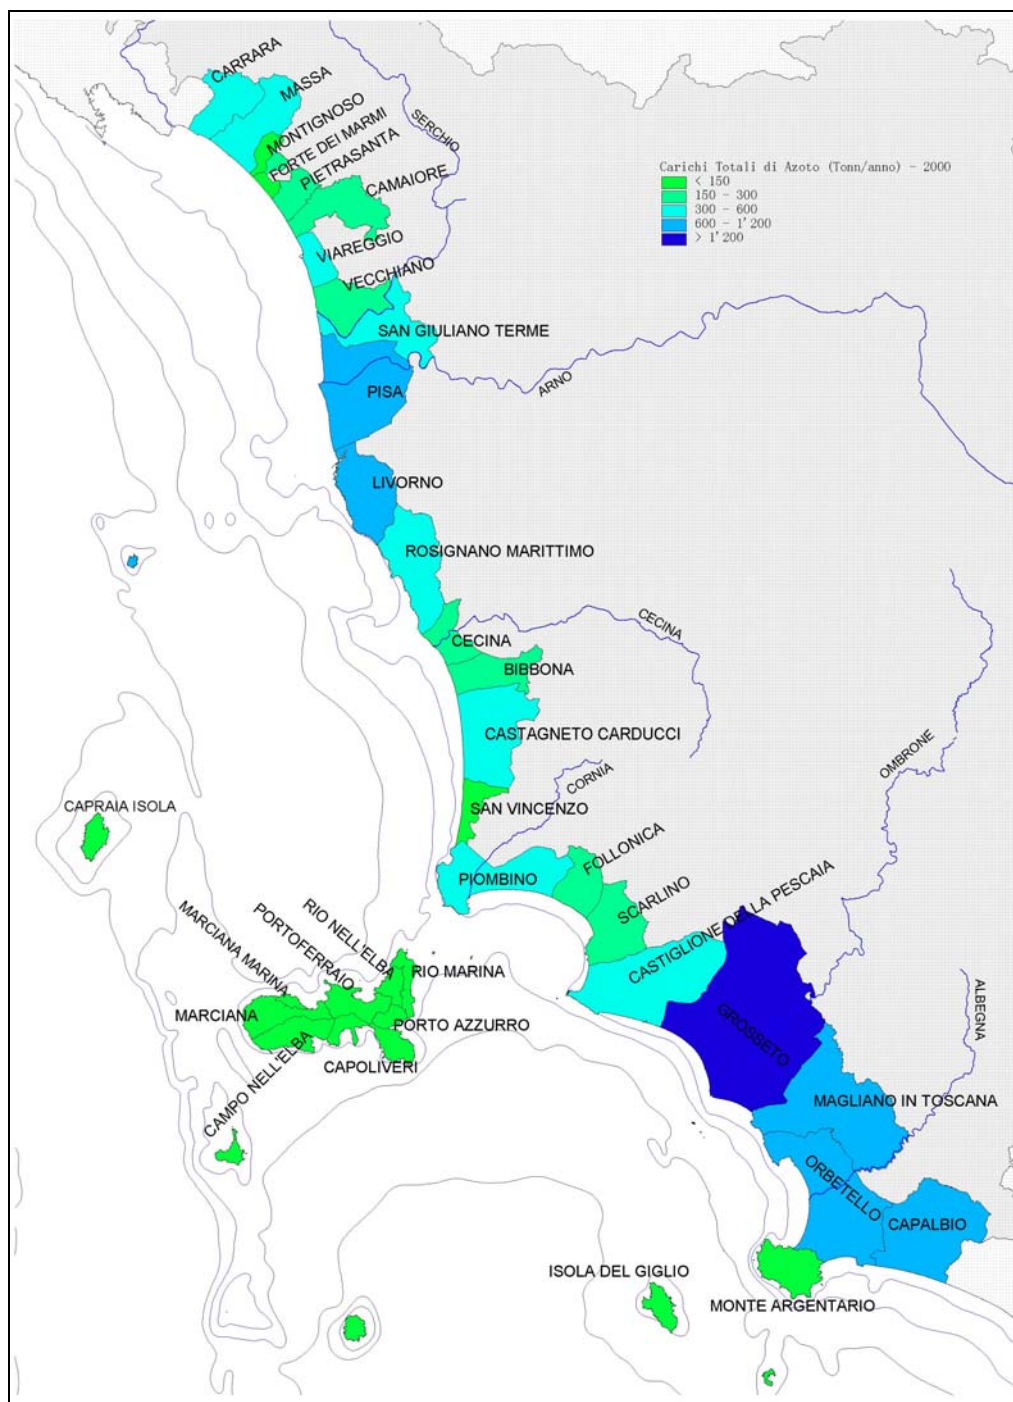 CARRARA
MASSA
MONTIGNOSO
FORTE DEI MARMI
PIETRASANTA
CAMAIORE
SERCHIO
Carichi Totali di Azoto (Tonn/anno) - 2000
< 150
150 - 300
300 - 600
600 - 1'200
> 1'200
VIAREGGIO
VECCHIANO
SAN GIULIANO TERME
ARNO
PISA
LIVORNO
ROSIGNANO MARITTIMO
CECINA
CECINA
BIBBONA
CASTAGNETO CARDUCCI
OMBRONE
CORNIA
SAN VINCENZO
CAPRAIA ISOLA
FOLLONICA
PIOMBINO
SCARLINO
CASTIGLIONE DELLA PESCAIA
RIO NELL'ELBA
PORTOFERRAIO
MARCIANA MARINA
RIO MARINA
ALBEGNA
MARCIANA
PORTO AZZURRO
GROSSETO
CAPOLIVERI
CAMPO NELL'ELBA
MAGLIANO IN TOSCANA
ORBETELLO
CAPALBIO
ISOLA DEL GIGLIO
MONTE ARGENTARIO